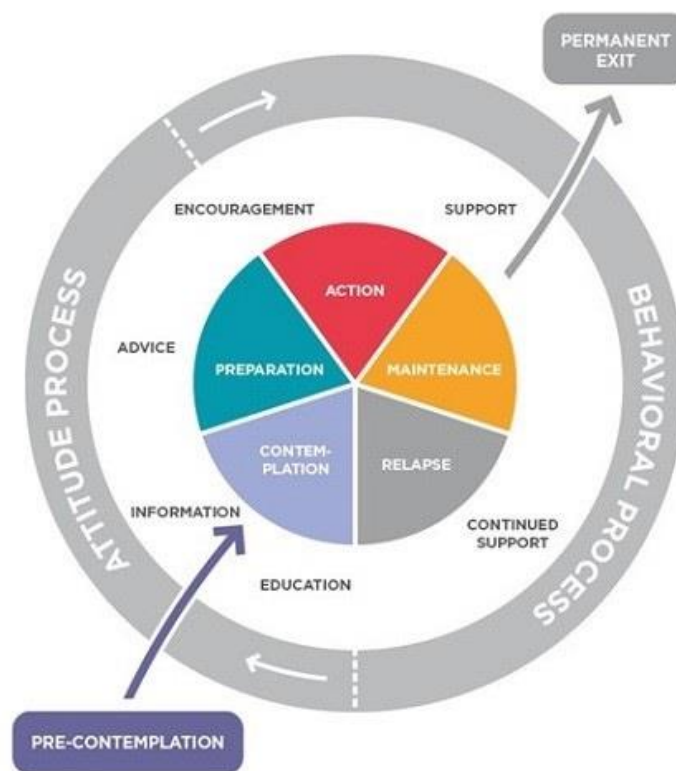 PERMANENT
EXIT
ENCOURAGEMENT
SUPPORT
ACTION
ATTITUDE PROCESS
BEHAVIORAL PROCESS
ADVICE
PREPARATION
MAINTENANCE
CONTEM-
PLATION
RELAPSE
INFORMATION
CONTINUED
SUPPORT
EDUCATION
PRE-CONTEMPLATION